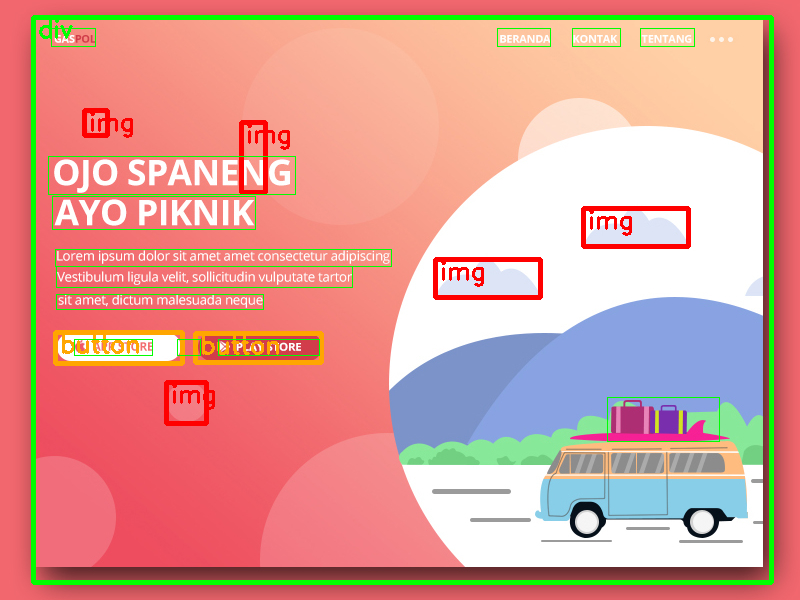 div
GASPOL
BERANDA
KONTAK
TENTANG
img
img
OJO SPANENG
AYO PIKNIK
img
img
Lorem ipsum dolor sit amet amet consectetur adipiscing
Vestibulum ligula velit, sollicitudin vulputate tartor
sit amet, dictum malesuada neque
button
APP STORE
button
PLAY STORE
img